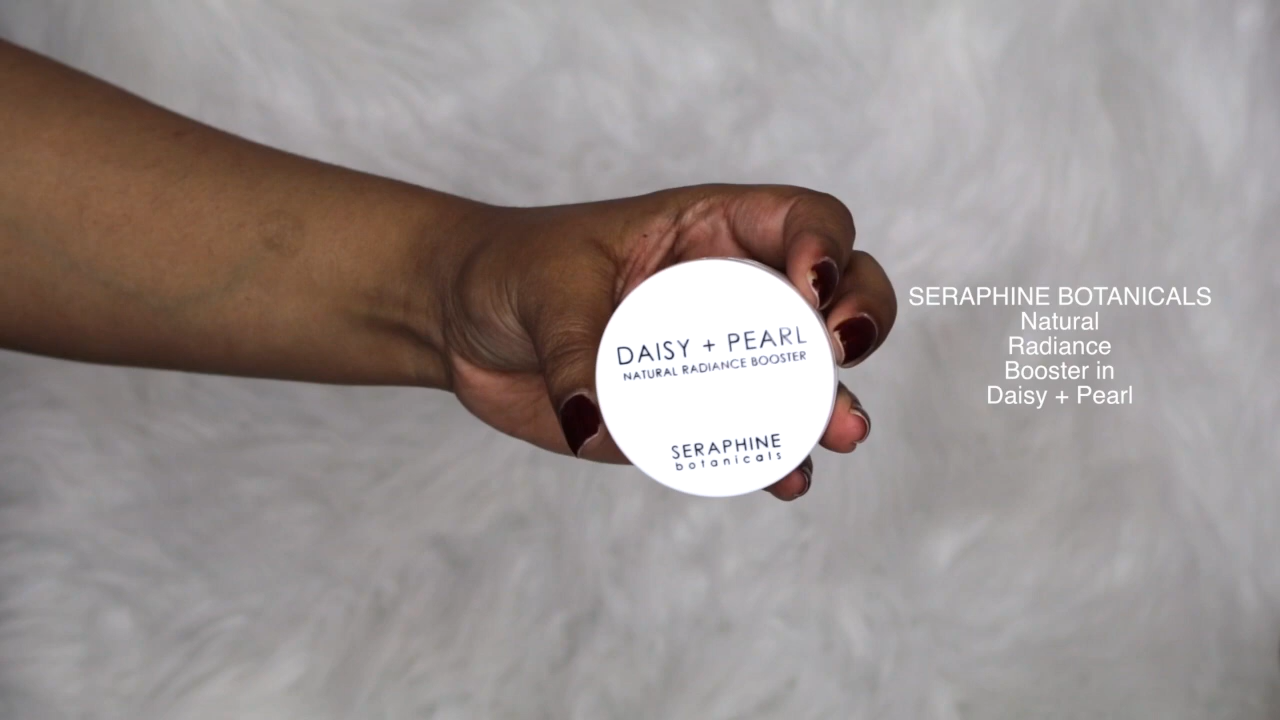 DAISY + PEARL
NATURAL RADIANCE BOOSTER
SERAPHINE
botanicals
SERAPHINE BOTANICALS
Natural
Radiance
Booster in
Daisy + Pearl